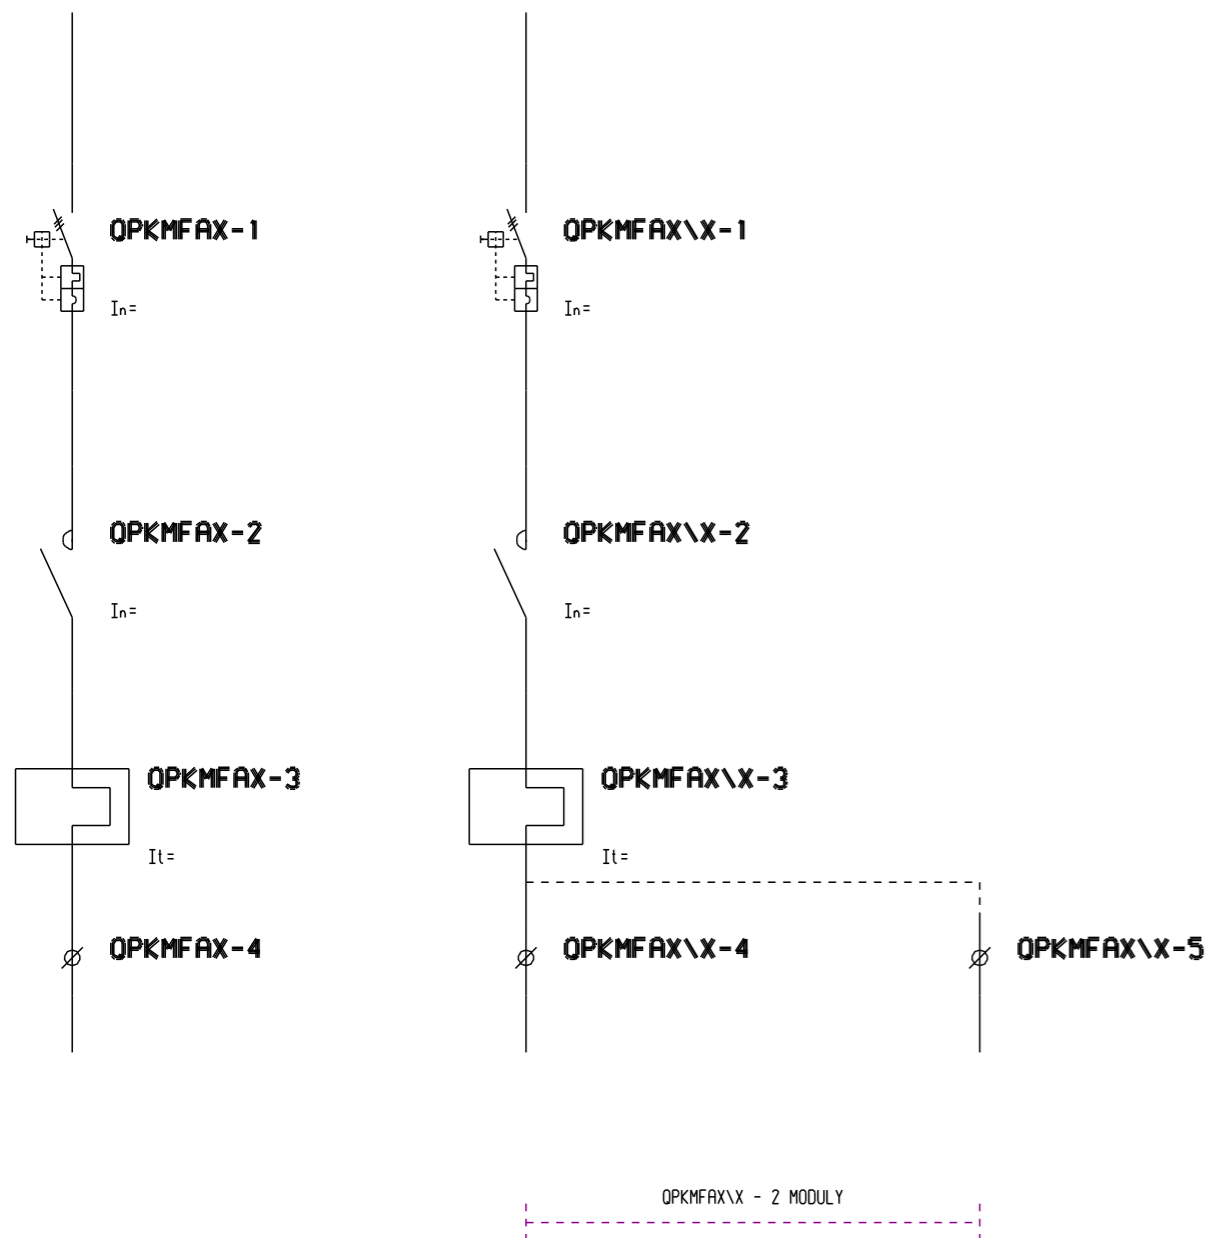 QPKMFAX-1
QPKMFAX\X-1
In=
In=
QPKMFAX-2
QPKMFAX\X-2
In=
In=
QPKMFAX-3
QPKMFAX\X-3
It=
It=
QPKMFAX-4
QPKMFAX\X-4
QPKMFAX\X-5
QPKMFAX\X - 2 MODULY